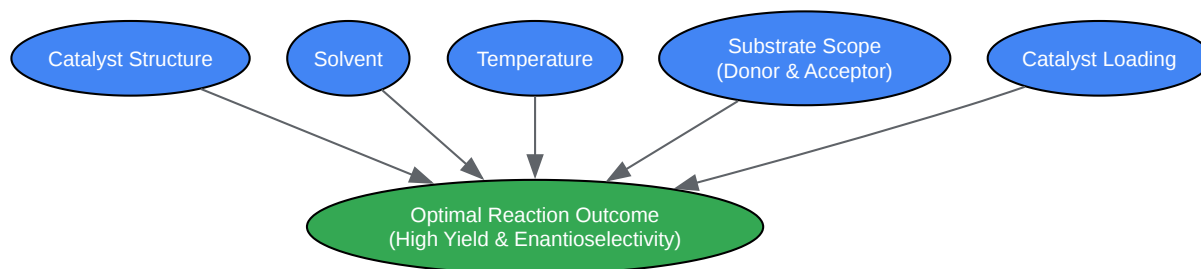 Catalyst Structure
Solvent
Temperature
Substrate Scope
(Donor & Acceptor)
Catalyst Loading
Optimal Reaction Outcome
(High Yield & Enantioselectivity)